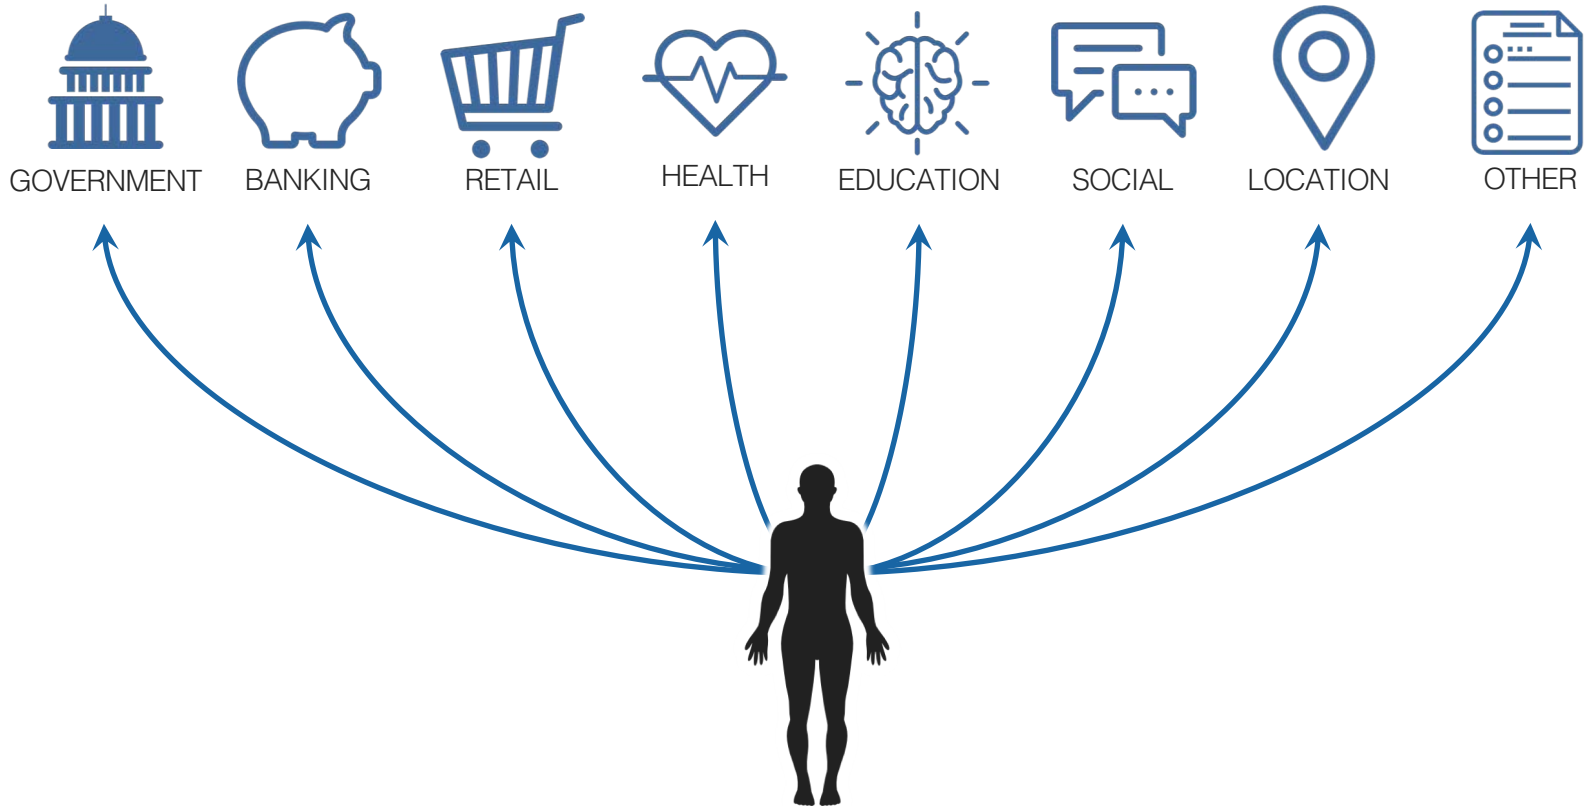 GOVERNMENT
BANKING
RETAIL
HEALTH
EDUCATION
SOCIAL
LOCATION
OTHER